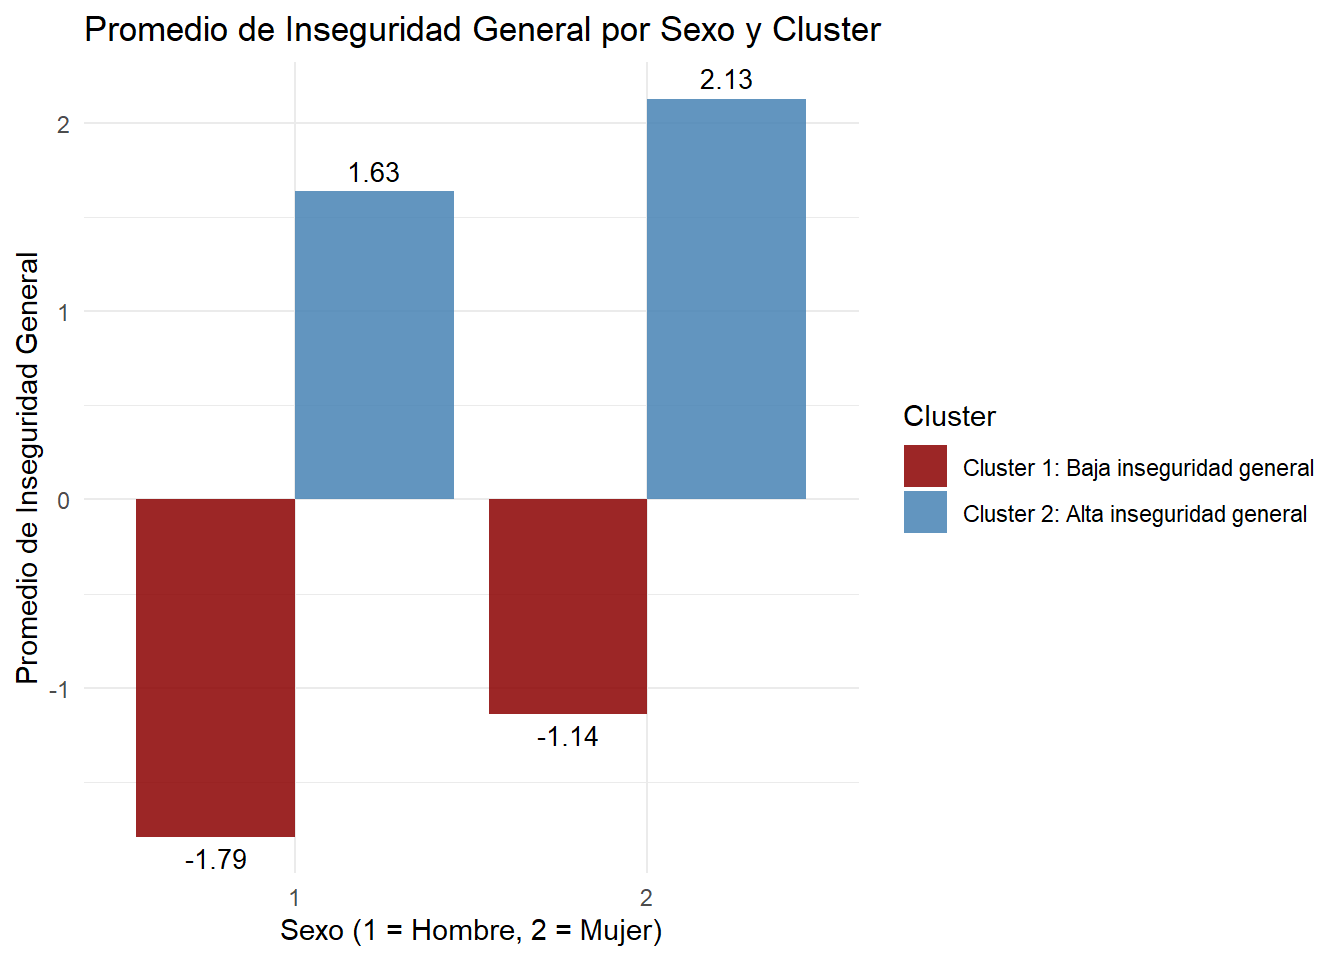 Promedio de Inseguridad General por Sexo y Cluster
Promedio de Inseguridad General
2
1
0
-1
2.13
1.63
-1.14
-1.79
1
2
Sexo (1 = Hombre, 2 = Mujer)
Cluster
Cluster 1: Baja inseguridad general
Cluster 2: Alta inseguridad general